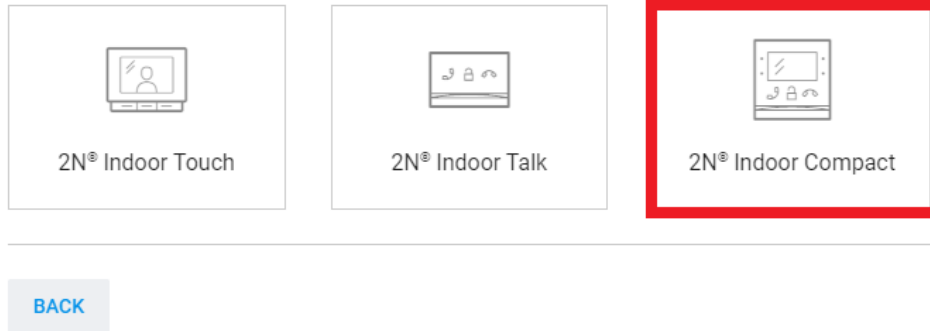 2N® Indoor Touch
2N® Indoor Talk
2N® Indoor Compact
BACK